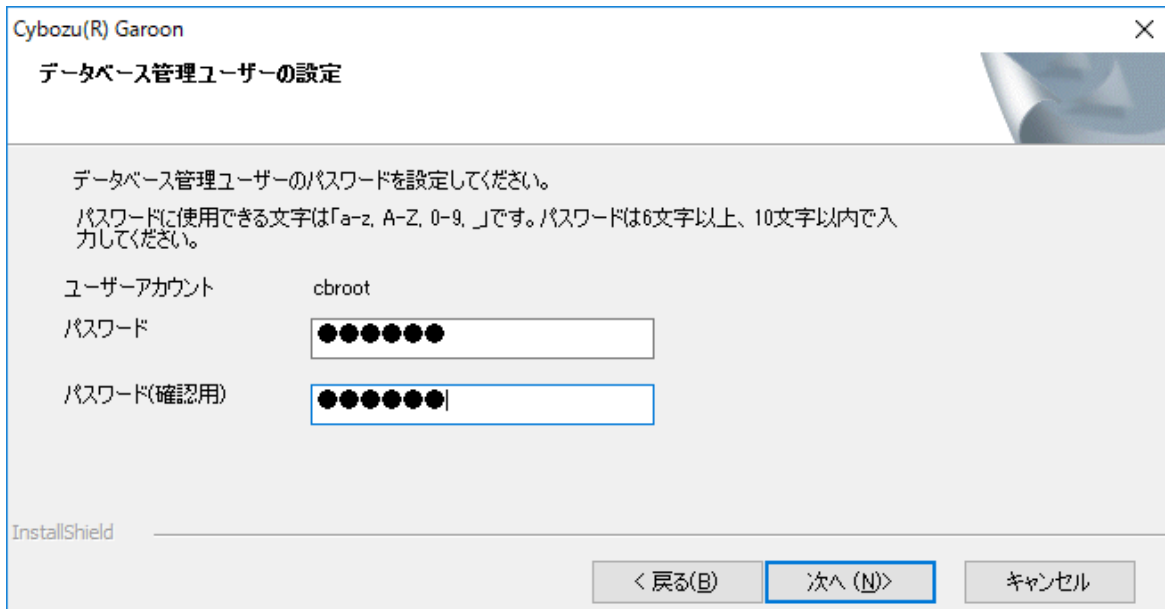 Cybozu(R) Garoon
データベース管理ユーザーの設定
データベース管理ユーザーのパスワードを設定してください。
パスワードに使用できる文字は「a-z, A-Z, 0-9, _」です。パスワードは6文字以上、10文字以内で入
力してください。
ユーザーアカウント cbroot
パスワード ●●●●●●
パスワード(確認用) ●●●●●●
InstallShield
< 戻る(B) 次へ (N)> キャンセル